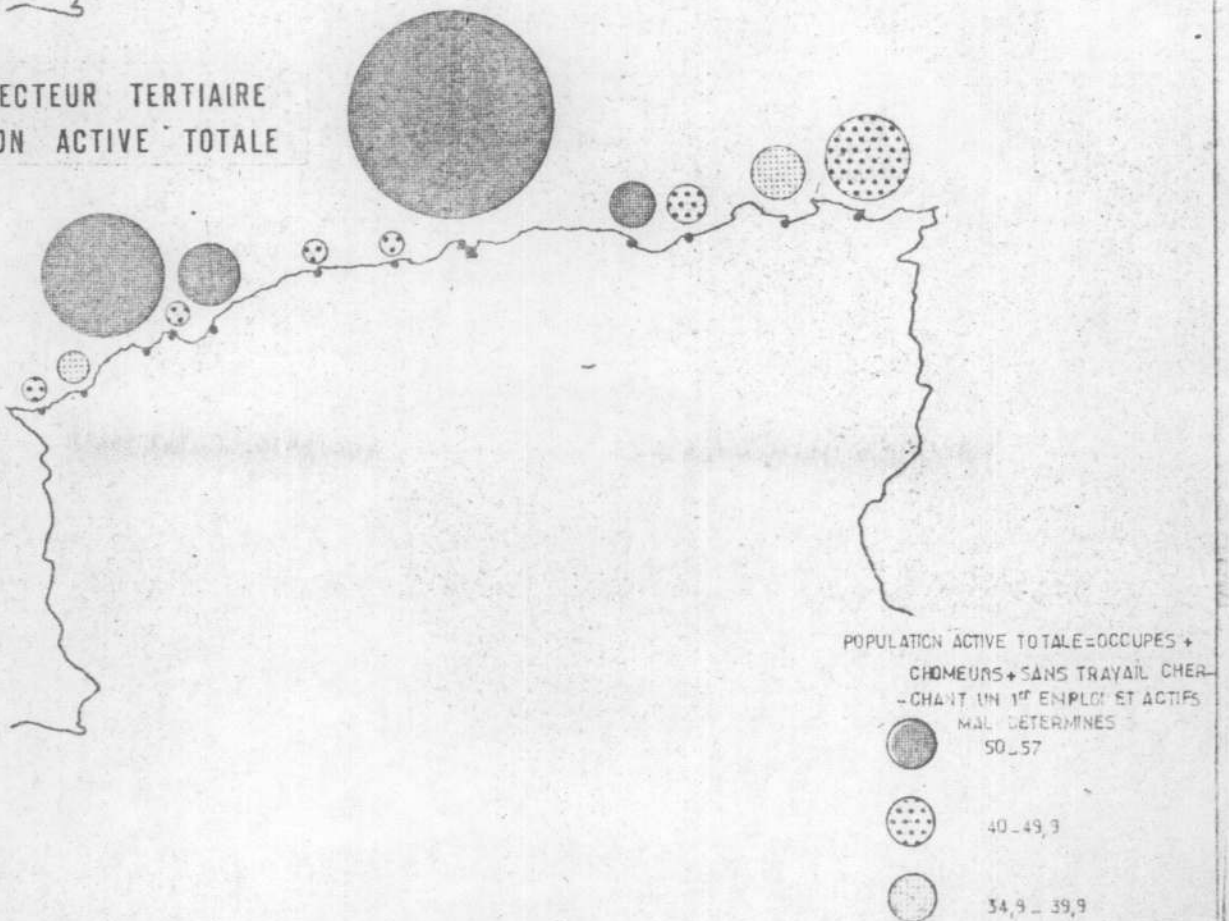 ECTEUR TERTIAIRE
ON ACTIVE TOTALE
POPULATION ACTIVE TOTALE=OCCUPES +
CHOMEURS+SANS TRAVAIL CHER-
-CHANT UN 1er EMPLOI ET ACTIFS
MAL DETERMINES
50_57
40_49,9
34,9_39,9